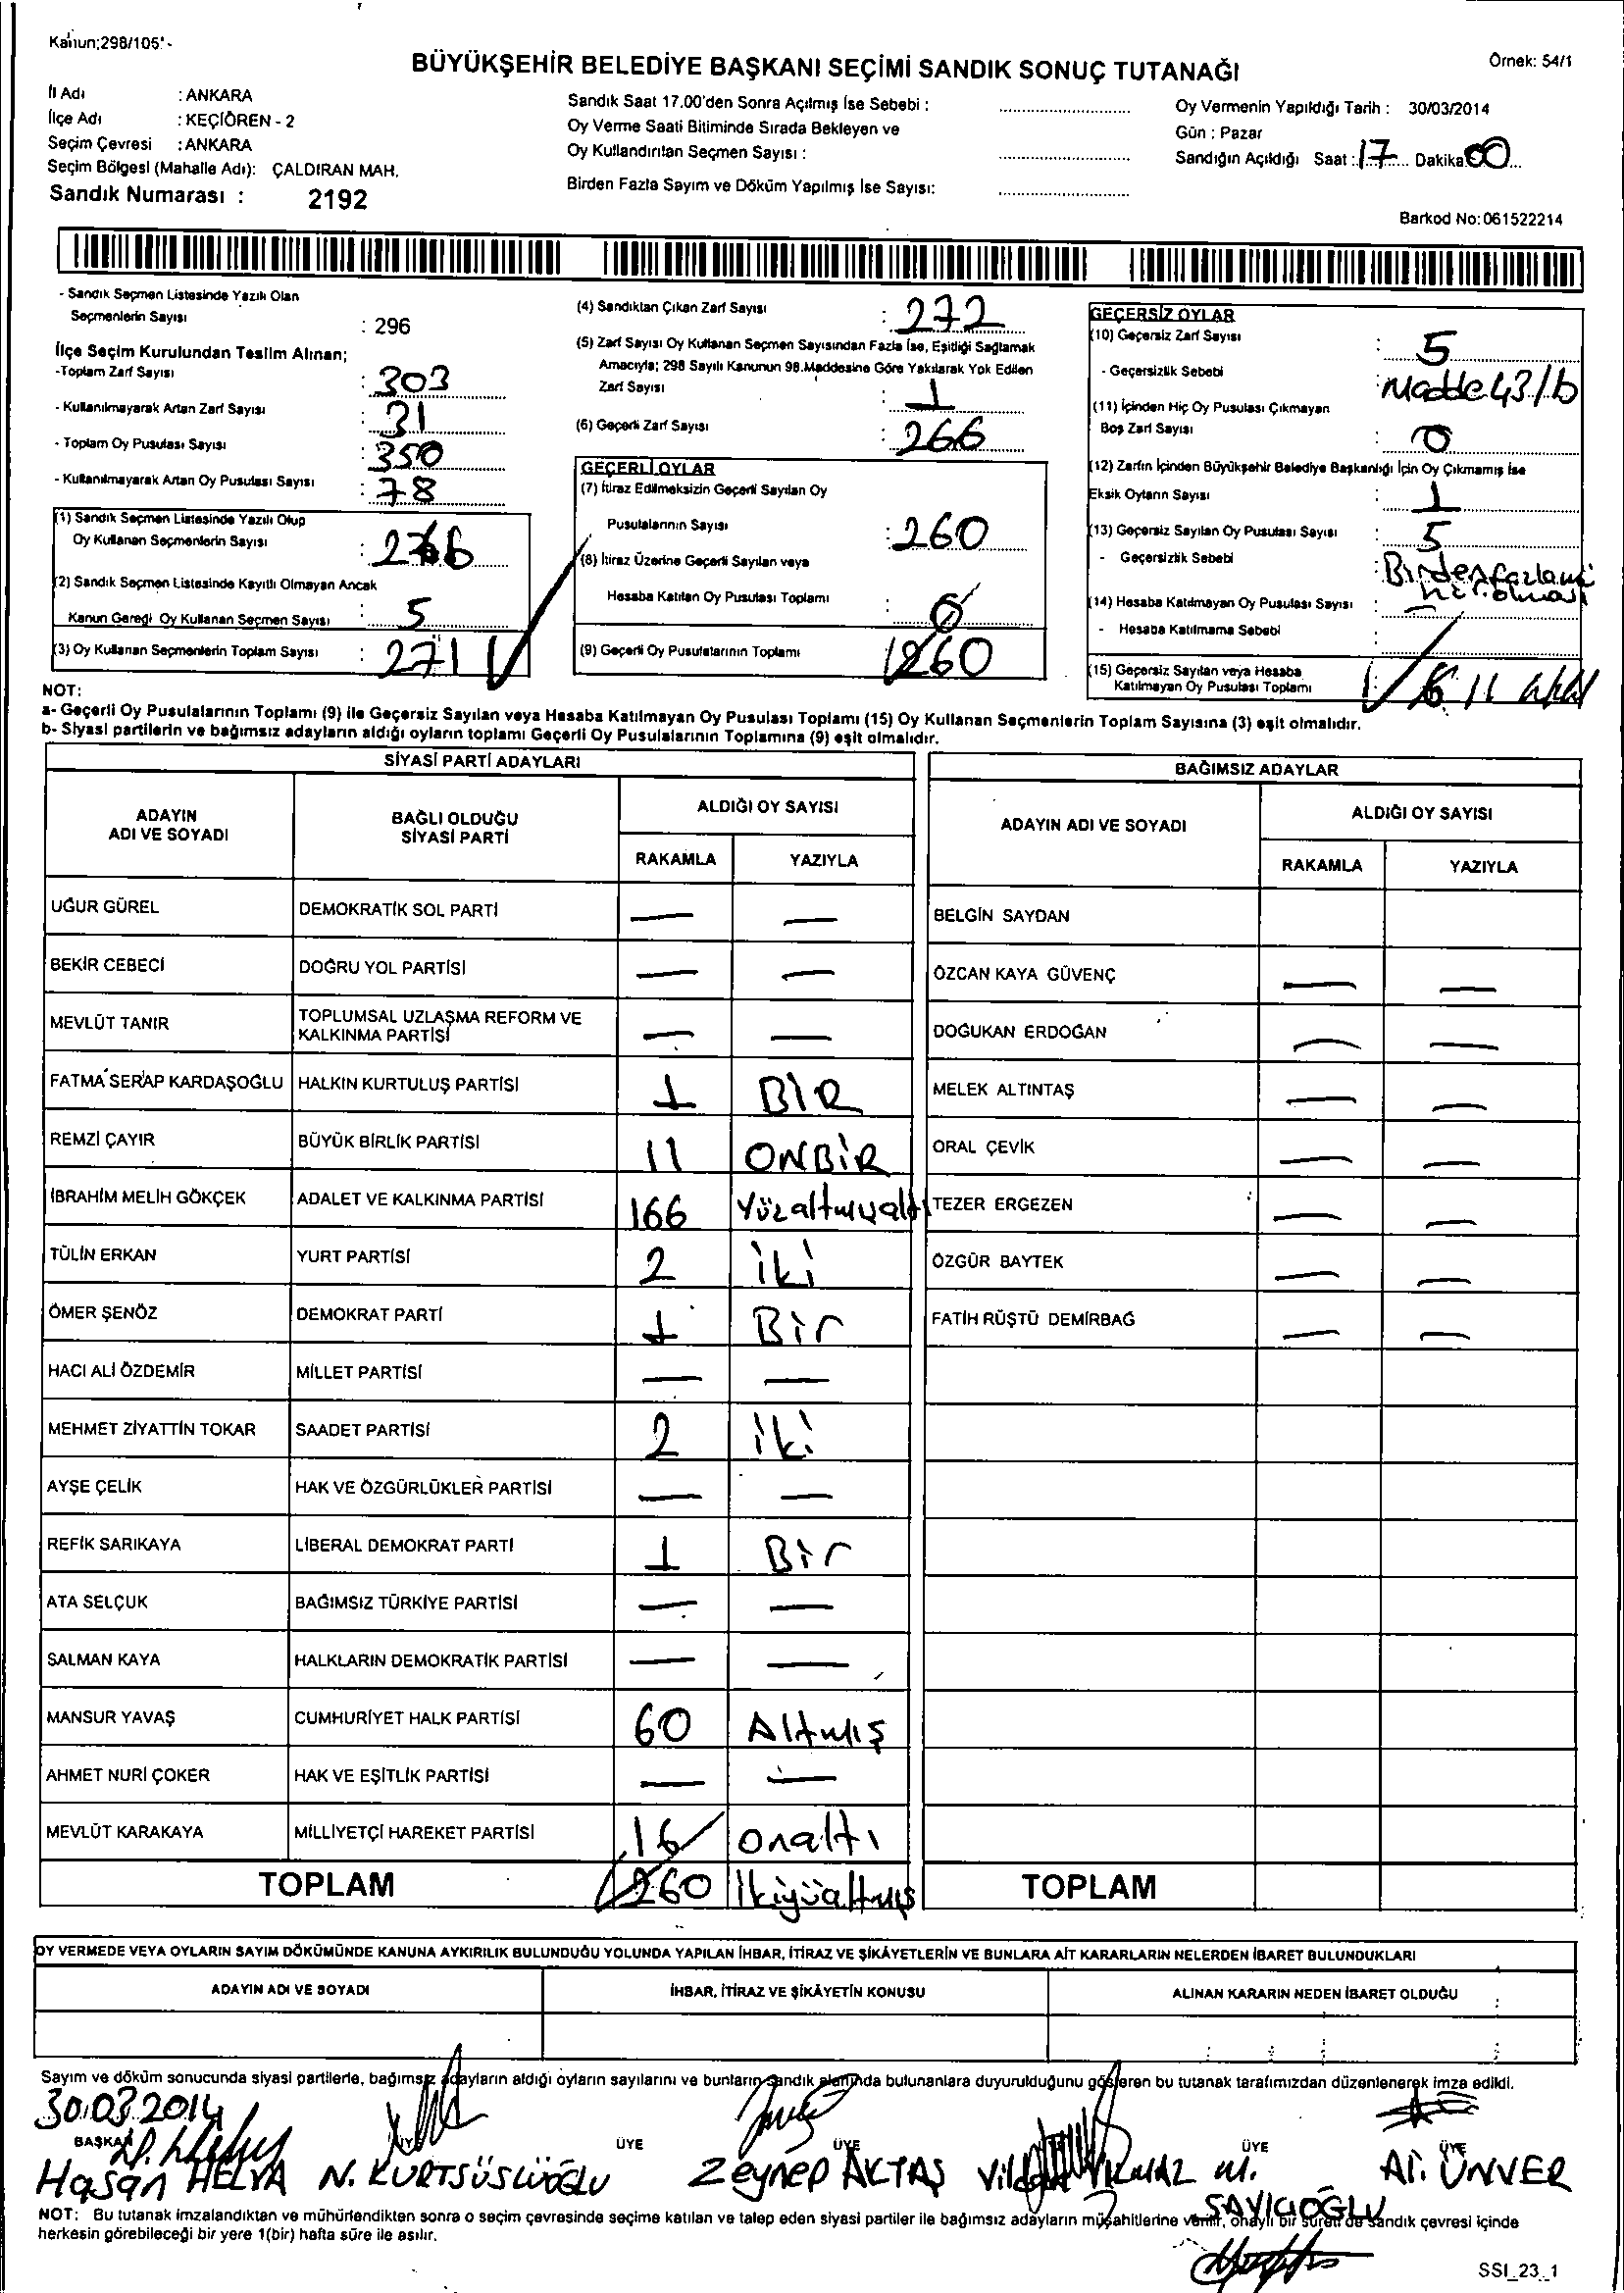 Kanun;298/105'-
BÜYÜKŞEHİR BELEDİYE BAŞKANI SEÇİMİ SANDIK SONUÇ TUTANAĞI
Örnek: 54/1
İl Adı : ANKARA
İlçe Adı : KEÇİÖREN - 2
Seçim Çevresi : ANKARA
Seçim Bölgesi (Mahalle Adı): ÇALDIRAN MAH.
Sandık Numarası : 2192
Sandık Saat 17.00'den Sonra Açılmış İse Sebebi :
Oy Verme Saati Bitiminde Sırada Bekleyen ve
Oy Kullandırılan Seçmen Sayısı :
Birden Fazla Sayım ve Döküm Yapılmış İse Sayısı:
Oy Vermenin Yapıldığı Tarih : 30/03/2014
Gün : Pazar
Sandığın Açıldığı Saat : 17 Dakika 00
Barkod No: 061522214
- Sandık Seçmen Listesinde Yazılı Olan
Seçmenlerin Sayısı : 296
İlçe Seçim Kurulundan Teslim Alınan;
-Toplam Zarf Sayısı : 303
- Kullanılmayarak Artan Zarf Sayısı : 31
- Toplam Oy Pusulası Sayısı : 350
- Kullanılmayarak Artan Oy Pusulası Sayısı : 78
(1) Sandık Seçmen Listesinde Yazılı Olup
Oy Kullanan Seçmenlerin Sayısı : 266
(2) Sandık Seçmen Listesinde Kayıtlı Olmayan Ancak
Kanun Gereği Oy Kullanan Seçmen Sayısı : 5
(3) Oy Kullanan Seçmenlerin Toplam Sayısı : 271
(4) Sandıktan Çıkan Zarf Sayısı : 272
(5) Zarf Sayısı Oy Kullanan Seçmen Sayısından Fazla İse, Eşitliği Sağlamak
Amacıyla; 298 Sayılı Kanunun 98.Maddesine Göre Yakılarak Yok Edilen
Zarf Sayısı : 1
(6) Geçerli Zarf Sayısı : 266
GEÇERLİ OYLAR
(7) İtiraz Edilmeksizin Geçerli Sayılan Oy
Pusulalarının Sayısı : 260
(8) İtiraz Üzerine Geçerli Sayılan veya
Hesaba Katılan Oy Pusulası Toplamı : 0
(9) Geçerli Oy Pusulalarının Toplamı 260
GEÇERSİZ OYLAR
(10) Geçersiz Zarf Sayısı : 5
- Geçersizlik Sebebi : Madde 43/b
(11) İçinden Hiç Oy Pusulası Çıkmayan
Boş Zarf Sayısı : 0
(12) Zarfın İçinden Büyükşehir Belediye Başkanlığı İçin Oy Çıkmamış İse
Eksik Oyların Sayısı : 1
(13) Geçersiz Sayılan Oy Pusulası Sayısı : 5
- Geçersizlik Sebebi : Birden fazla
(14) Hesaba Katılmayan Oy Pusulası Sayısı : —
- Hesaba Katılmama Sebebi :
(15) Geçersiz Sayılan veya Hesaba
Katılmayan Oy Pusulası Toplamı : 11
NOT:
a- Geçerli Oy Pusulalarının Toplamı (9) ile Geçersiz Sayılan veya Hesaba Katılmayan Oy Pusulası Toplamı (15) Oy Kullanan Seçmenlerin Toplam Sayısına (3) eşit olmalıdır.
b- Siyasi partilerin ve bağımsız adayların aldığı oyların toplamı Geçerli Oy Pusulalarının Toplamına (9) eşit olmalıdır.
SİYASİ PARTİ ADAYLARI
ADAYIN ADI VE SOYADI BAĞLI OLDUĞU SİYASİ PARTİ ALDIĞI OY SAYISI
RAKAMLA YAZIYLA
UĞUR GÜREL DEMOKRATİK SOL PARTİ — —
BEKİR CEBECİ DOĞRU YOL PARTİSİ — —
MEVLÜT TANIR TOPLUMSAL UZLAŞMA REFORM VE KALKINMA PARTİSİ — —
FATMA SERAP KARDAŞOĞLU HALKIN KURTULUŞ PARTİSİ 1 BİR
REMZİ ÇAYIR BÜYÜK BİRLİK PARTİSİ 11 ONBİR
İBRAHİM MELİH GÖKÇEK ADALET VE KALKINMA PARTİSİ 166 Yüzaltmışaltı
TÜLİN ERKAN YURT PARTİSİ 2 iki
ÖMER ŞENÖZ DEMOKRAT PARTİ 1 Bir
HACI ALİ ÖZDEMİR MİLLET PARTİSİ — —
MEHMET ZİYATTİN TOKAR SAADET PARTİSİ 2 iki
AYŞE ÇELİK HAK VE ÖZGÜRLÜKLER PARTİSİ — —
REFİK SARIKAYA LİBERAL DEMOKRAT PARTİ 1 Bir
ATA SELÇUK BAĞIMSIZ TÜRKİYE PARTİSİ — —
SALMAN KAYA HALKLARIN DEMOKRATİK PARTİSİ — —
MANSUR YAVAŞ CUMHURİYET HALK PARTİSİ 60 Altmış
AHMET NURİ ÇOKER HAK VE EŞİTLİK PARTİSİ — —
MEVLÜT KARAKAYA MİLLİYETÇİ HAREKET PARTİSİ 16 onaltı
TOPLAM 260 İkiyüzaltmış
BAĞIMSIZ ADAYLAR
ADAYIN ADI VE SOYADI ALDIĞI OY SAYISI
RAKAMLA YAZIYLA
BELGİN SAYDAN
ÖZCAN KAYA GÜVENÇ — —
DOĞUKAN ERDOĞAN — —
MELEK ALTINTAŞ — —
ORAL ÇEVİK — —
TEZER ERGEZEN — —
ÖZGÜR BAYTEK — —
FATİH RÜŞTÜ DEMİRBAĞ — —
TOPLAM
OY VERMEDE VEYA OYLARIN SAYIM DÖKÜMÜNDE KANUNA AYKIRILIK BULUNDUĞU YOLUNDA YAPILAN İHBAR, İTİRAZ VE ŞİKÂYETLERİN VE BUNLARA AİT KARARLARIN NELERDEN İBARET BULUNDUKLARI
ADAYIN ADI VE SOYADI İHBAR, İTİRAZ VE ŞİKÂYETİN KONUSU ALINAN KARARIN NEDEN İBARET OLDUĞU
Sayım ve döküm sonucunda siyasi partilerle, bağımsız adayların aldığı oyların sayılarını ve bunların sandık alanında bulunanlara duyurulduğunu gösteren bu tutanak tarafımızdan düzenlenerek imza edildi.
30.03.2014
BAŞKAN ÜYE ÜYE ÜYE ÜYE
Hasan HELVA N. KURTSÜSLÜOĞLU Zeynep AKTAŞ M. SAYICIOĞLU Al. ÜNVER
NOT: Bu tutanak imzalandıktan ve mühürlendikten sonra o seçim çevresinde seçime katılan ve talep eden siyasi partiler ile bağımsız adayların müşahitlerine verilir, onaylı bir sureti de sandık çevresi içinde
herkesin görebileceği bir yere 1(bir) hafta süre ile asılır.
SSI_23_1